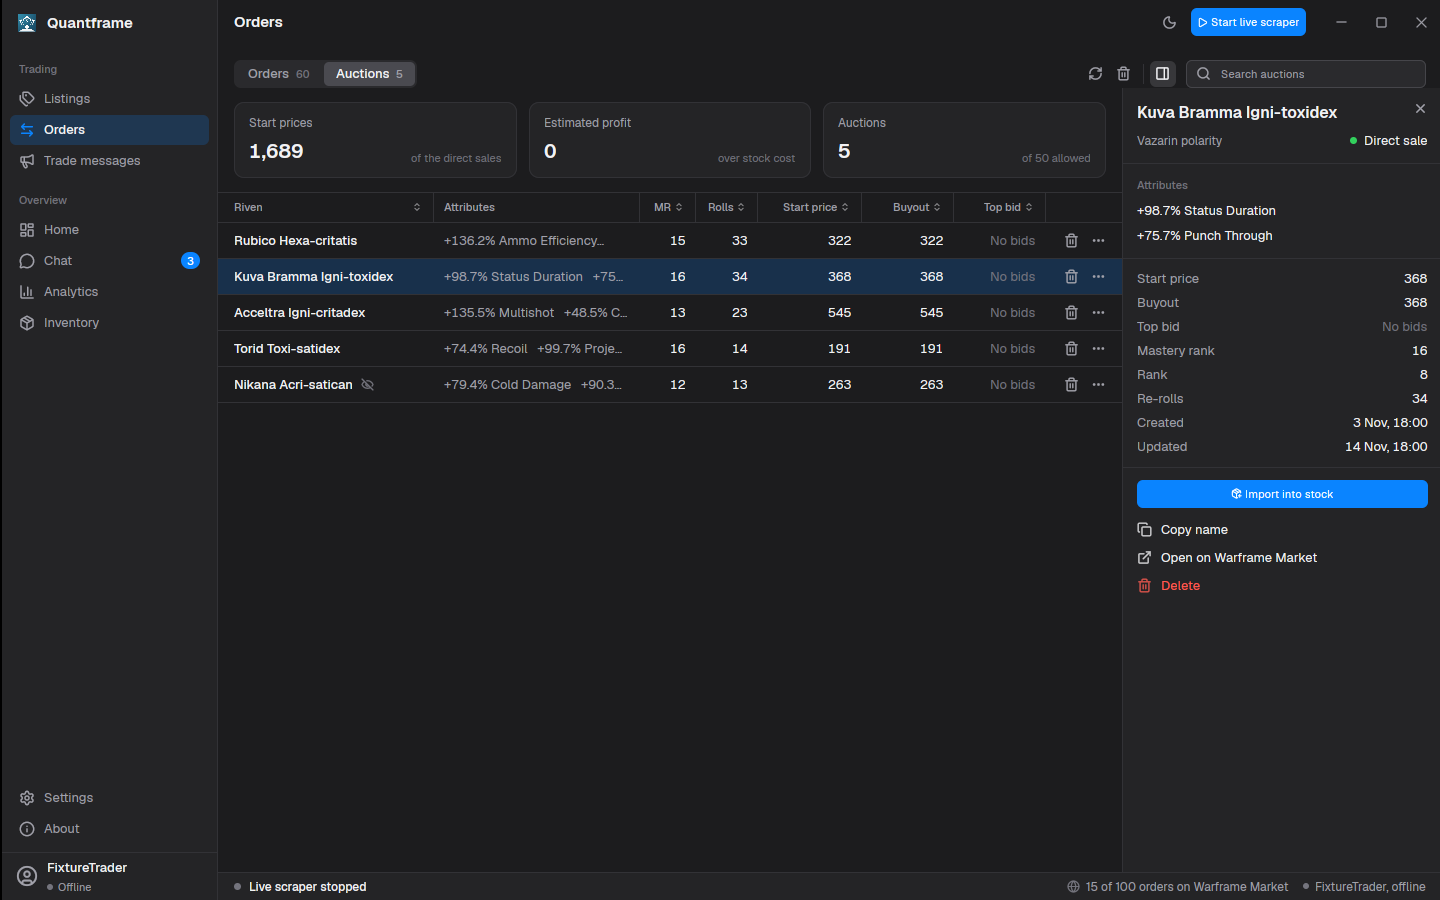 Quantframe
Orders
Start live scraper
Trading
Listings
Orders
Trade messages
Overview
Home
Chat 3
Analytics
Inventory
Settings
About
FixtureTrader
Offline
Orders 60 Auctions 5
Search auctions
Start prices
1,689 of the direct sales
Estimated profit
0 over stock cost
Auctions
5 of 50 allowed
Riven Attributes MR Rolls Start price Buyout Top bid
Rubico Hexa-critatis +136.2% Ammo Efficiency... 15 33 322 322 No bids
Kuva Bramma Igni-toxidex +98.7% Status Duration +75... 16 34 368 368 No bids
Acceltra Igni-critadex +135.5% Multishot +48.5% C... 13 23 545 545 No bids
Torid Toxi-satidex +74.4% Recoil +99.7% Proje... 16 14 191 191 No bids
Nikana Acri-satican +79.4% Cold Damage +90.3... 12 13 263 263 No bids
Kuva Bramma Igni-toxidex
Vazarin polarity Direct sale
Attributes
+98.7% Status Duration
+75.7% Punch Through
Start price 368
Buyout 368
Top bid No bids
Mastery rank 16
Rank 8
Re-rolls 34
Created 3 Nov, 18:00
Updated 14 Nov, 18:00
Import into stock
Copy name
Open on Warframe Market
Delete
Live scraper stopped
15 of 100 orders on Warframe Market
FixtureTrader, offline